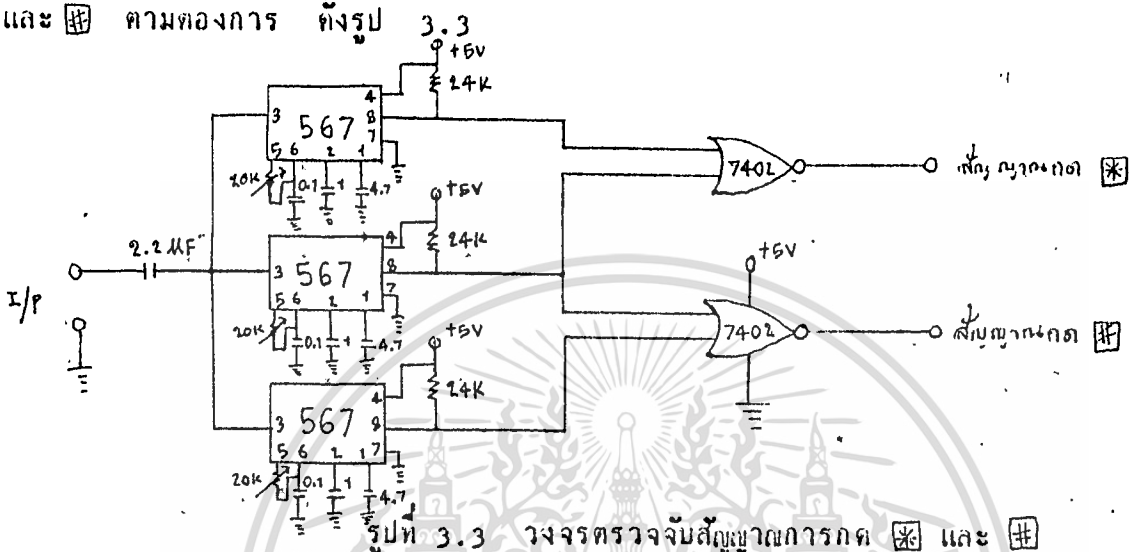 และ [#] ตามตองการ ดังรูป 3.3
+5V
24K
3 567 4 8 7
5 6 2 1
20K 0.1 1 4.7
7402
สัญญาณกด [*]
+5V
24K
2.2 µF
I/P
3 567 4 8 7
5 6 2 1
20K 0.1 1 4.7
+5V
7402
สัญญาณกด [#]
+5V
24K
3 567 4 8 7
5 6 2 1
20K 0.1 1 4.7
รูปที่ 3.3 วงจรตรวจจับสัญญาณการกด [*] และ [#]